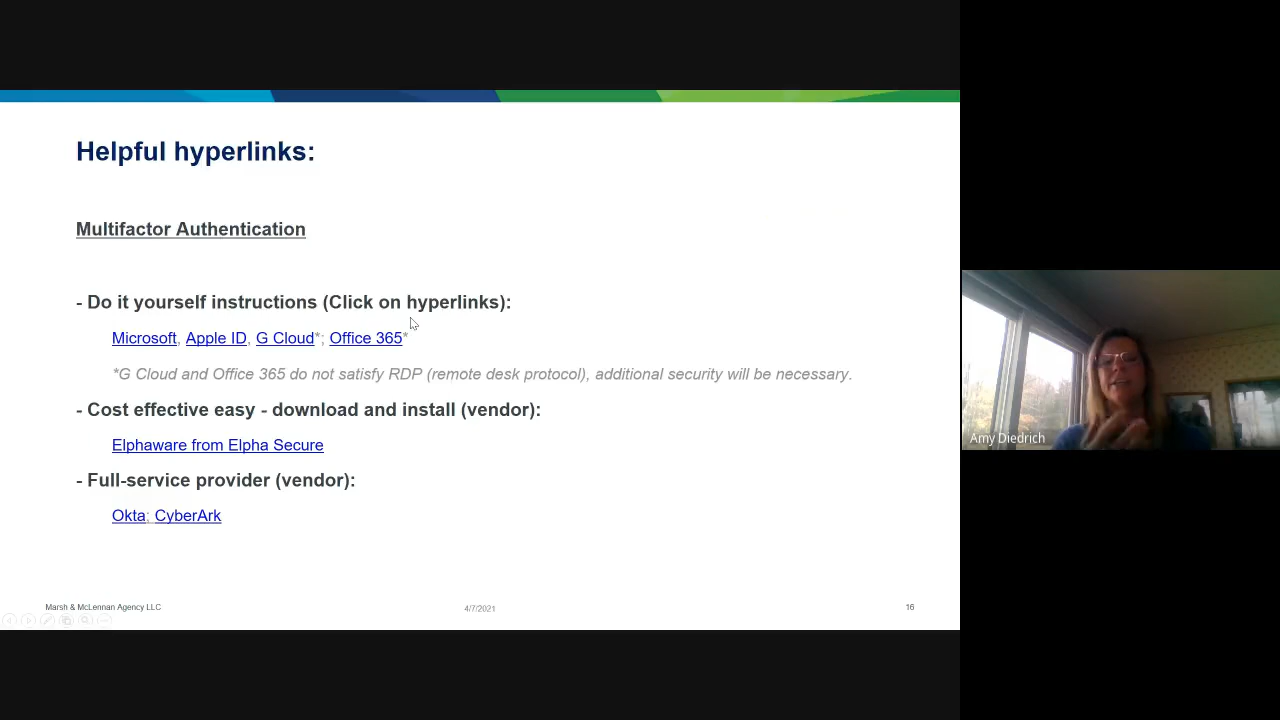 Helpful hyperlinks:
Multifactor Authentication
- Do it yourself instructions (Click on hyperlinks):
Microsoft, Apple ID, G Cloud*; Office 365*
*G Cloud and Office 365 do not satisfy RDP (remote desk protocol), additional security will be necessary.
- Cost effective easy - download and install (vendor):
Elphaware from Elpha Secure
- Full-service provider (vendor):
Okta; CyberArk
Marsh & McLennan Agency LLC
4/7/2021
16
Amy Diedrich